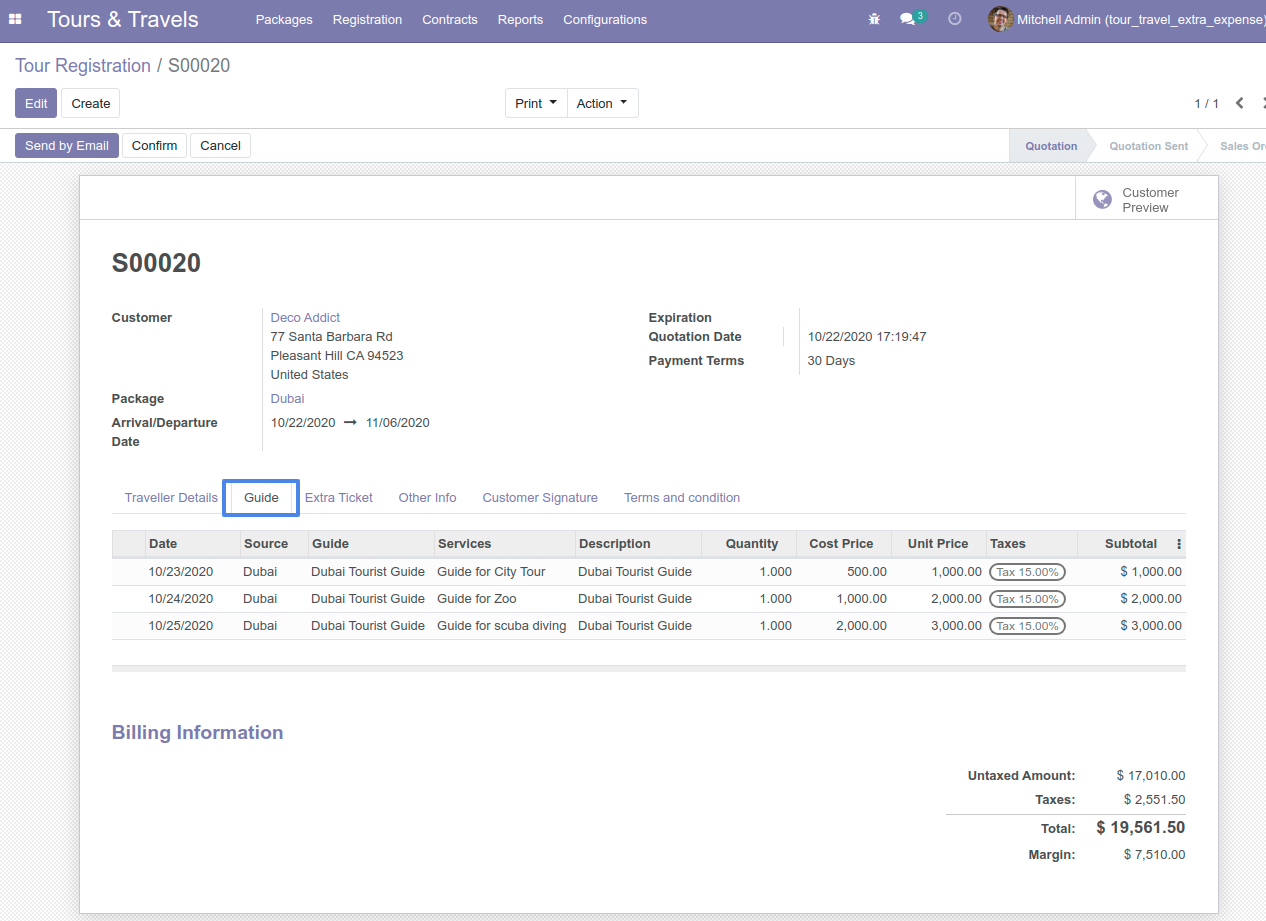 Tours & Travels Packages Registration Contracts Reports Configurations 3 Mitchell Admin (tour_travel_extra_expense)
Tour Registration / S00020
Edit Create Print Action 1 / 1
Send by Email Confirm Cancel Quotation Quotation Sent Sales Or
Customer
Preview
S00020
Customer Deco Addict Expiration
77 Santa Barbara Rd Quotation Date 10/22/2020 17:19:47
Pleasant Hill CA 94523 Payment Terms 30 Days
United States
Package Dubai
Arrival/Departure 10/22/2020 → 11/06/2020
Date
Traveller Details Guide Extra Ticket Other Info Customer Signature Terms and condition
Date Source Guide Services Description Quantity Cost Price Unit Price Taxes Subtotal
10/23/2020 Dubai Dubai Tourist Guide Guide for City Tour Dubai Tourist Guide 1.000 500.00 1,000.00 Tax 15.00% $ 1,000.00
10/24/2020 Dubai Dubai Tourist Guide Guide for Zoo Dubai Tourist Guide 1.000 1,000.00 2,000.00 Tax 15.00% $ 2,000.00
10/25/2020 Dubai Dubai Tourist Guide Guide for scuba diving Dubai Tourist Guide 1.000 2,000.00 3,000.00 Tax 15.00% $ 3,000.00
Billing Information
Untaxed Amount: $ 17,010.00
Taxes: $ 2,551.50
Total: $ 19,561.50
Margin: $ 7,510.00